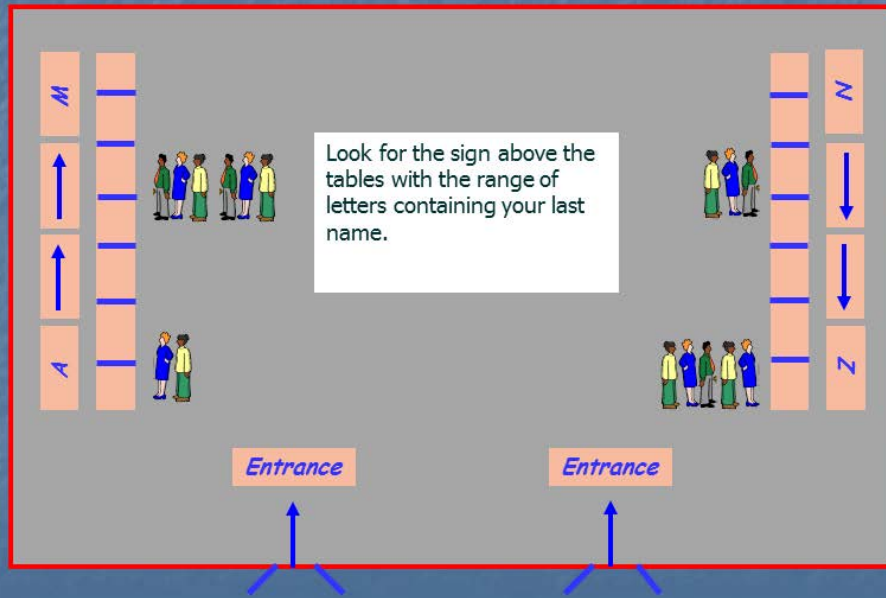 M
N
Look for the sign above the
tables with the range of
letters containing your last
name.
A
Z
Entrance
Entrance